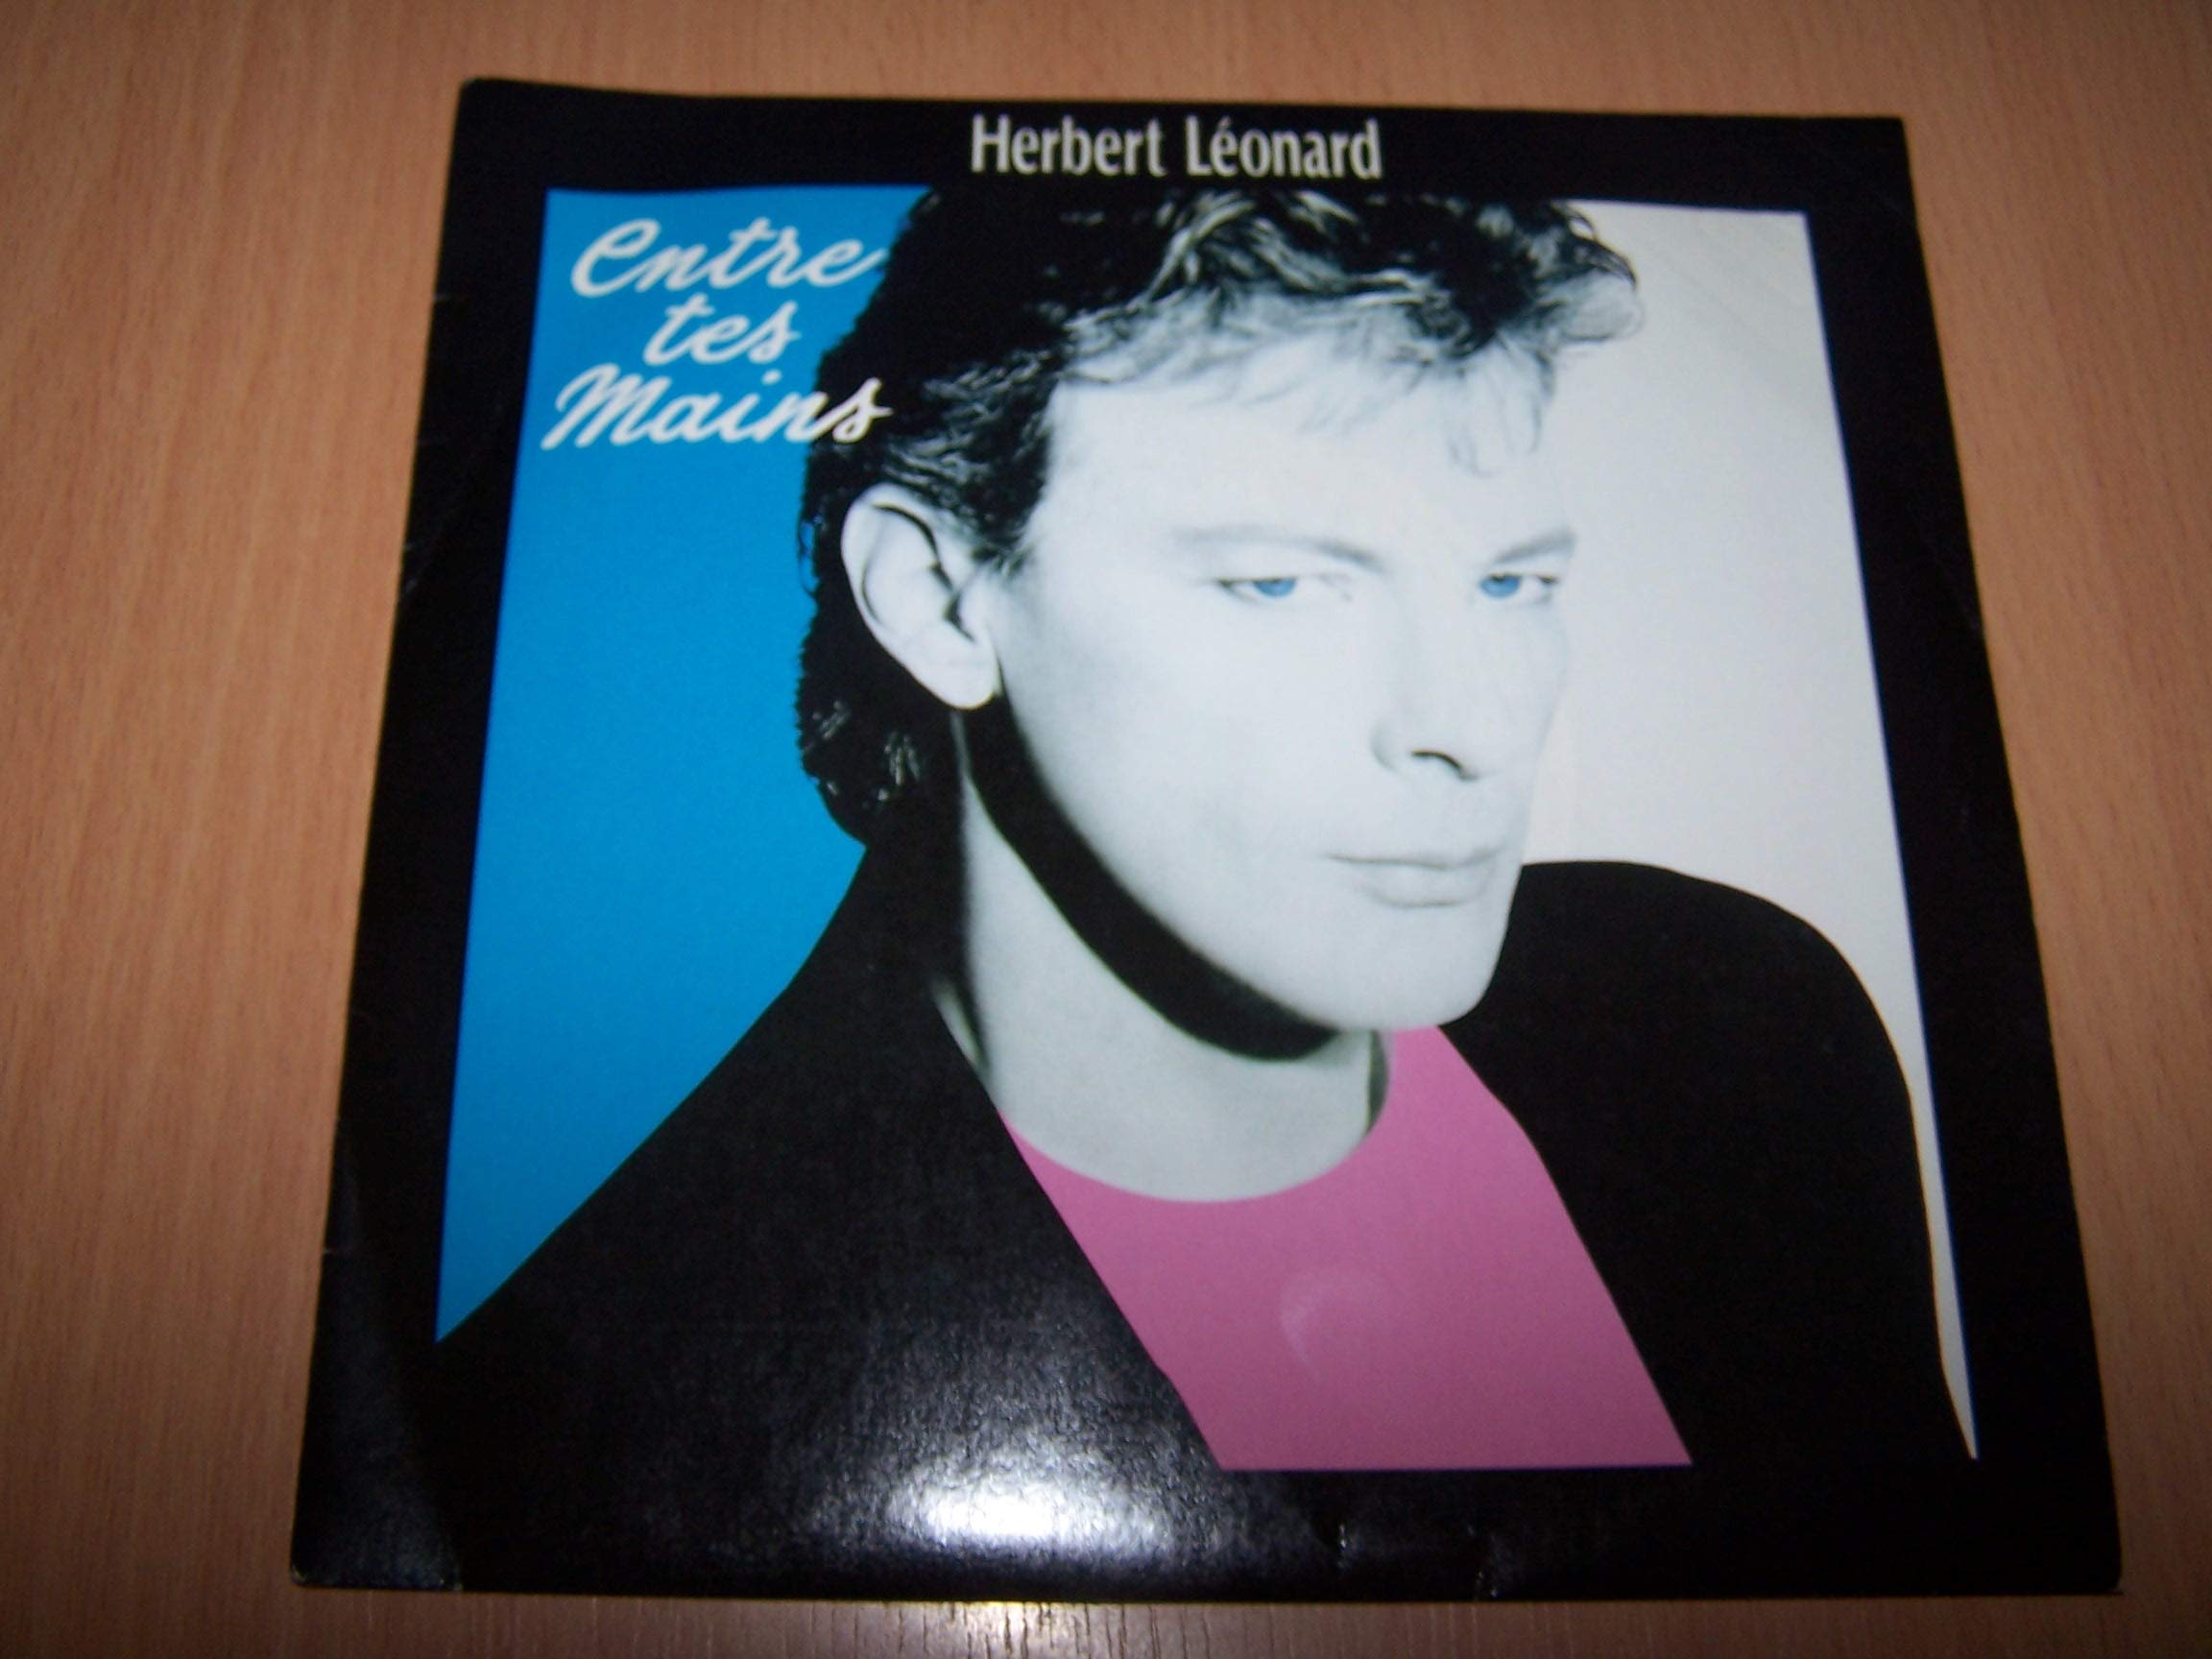 Herbert Léonard
Entre
tes
Mains